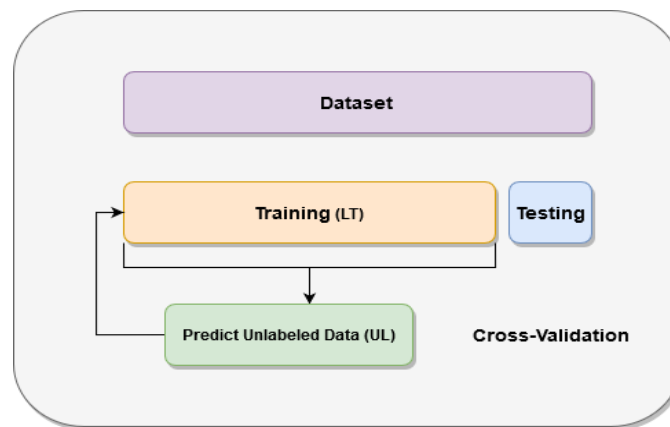 Dataset
Training (LT)
Testing
Predict Unlabeled Data (UL)
Cross-Validation